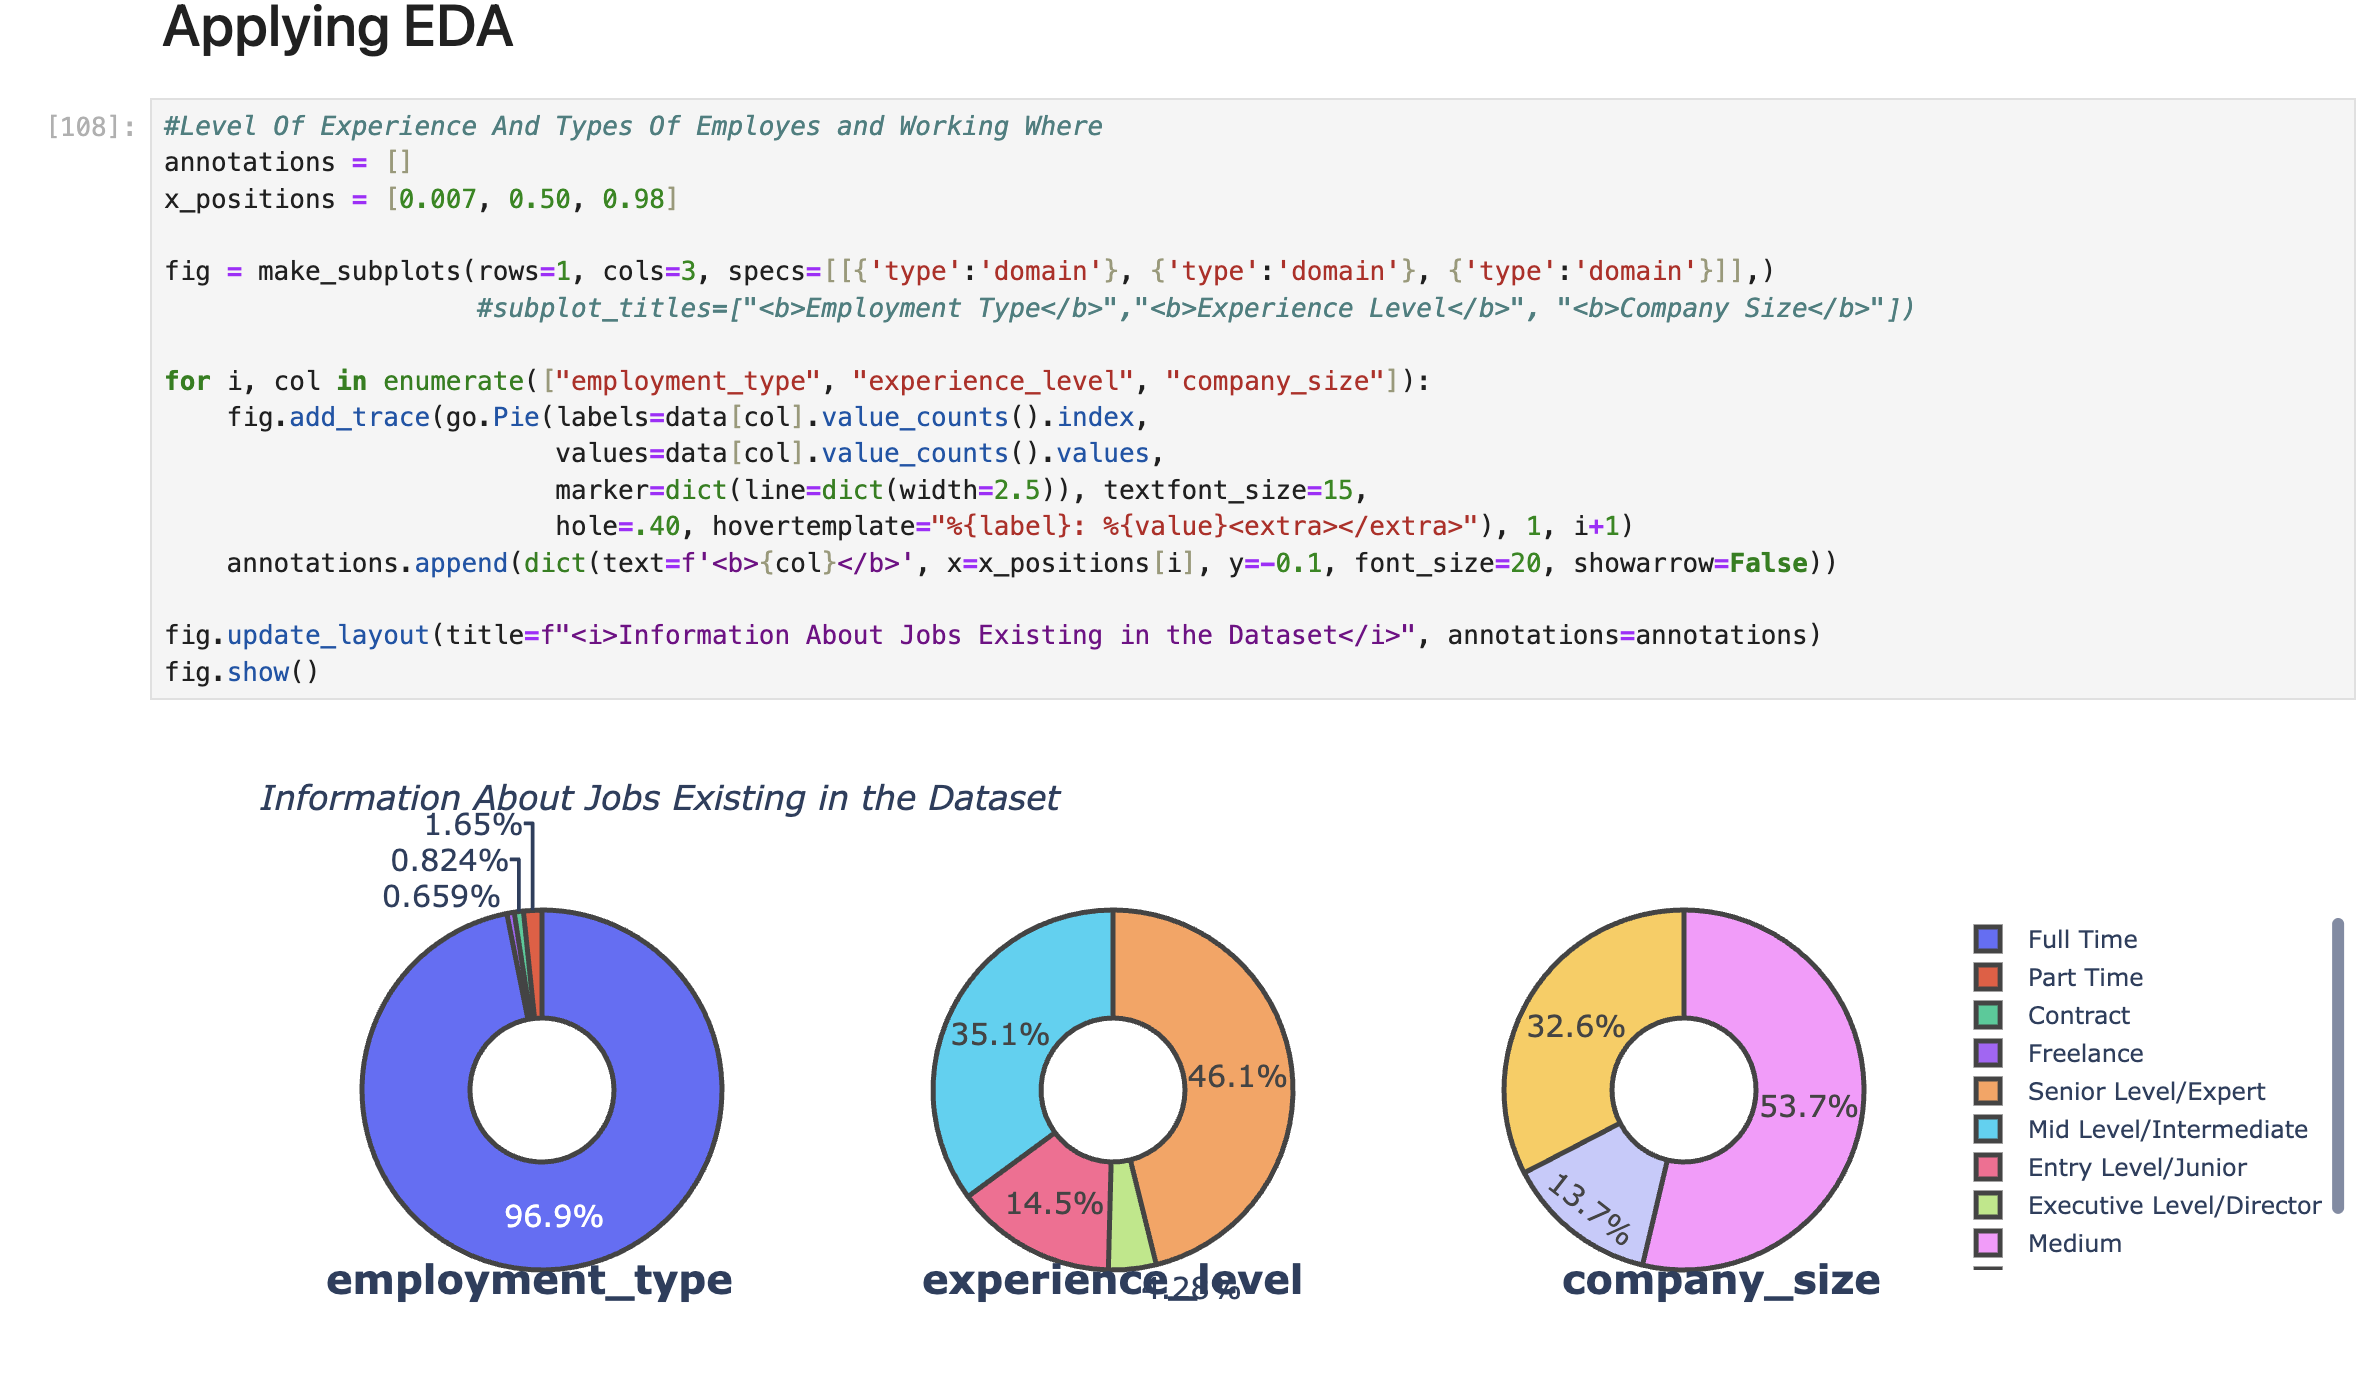 Applying EDA
[108]:
#Level Of Experience And Types Of Employes and Working Where
annotations = []
x_positions = [0.007, 0.50, 0.98]
fig = make_subplots(rows=1, cols=3, specs=[[{'type':'domain'}, {'type':'domain'}, {'type':'domain'}]],)
#subplot_titles=["<b>Employment Type</b>","<b>Experience Level</b>", "<b>Company Size</b>"])
for i, col in enumerate(["employment_type", "experience_level", "company_size"]):
    fig.add_trace(go.Pie(labels=data[col].value_counts().index,
                         values=data[col].value_counts().values,
                         marker=dict(line=dict(width=2.5)), textfont_size=15,
                         hole=.40, hovertemplate="%{label}: %{value}<extra></extra>"), 1, i+1)
    annotations.append(dict(text=f'<b>{col}</b>', x=x_positions[i], y=-0.1, font_size=20, showarrow=False))
fig.update_layout(title=f"<i>Information About Jobs Existing in the Dataset</i>", annotations=annotations)
fig.show()
Information About Jobs Existing in the Dataset
1.65%
0.824%
0.659%
96.9%
employment_type
35.1%
46.1%
14.5%
4.28%
experience_level
32.6%
53.7%
13.7%
company_size
Full Time
Part Time
Contract
Freelance
Senior Level/Expert
Mid Level/Intermediate
Entry Level/Junior
Executive Level/Director
Medium